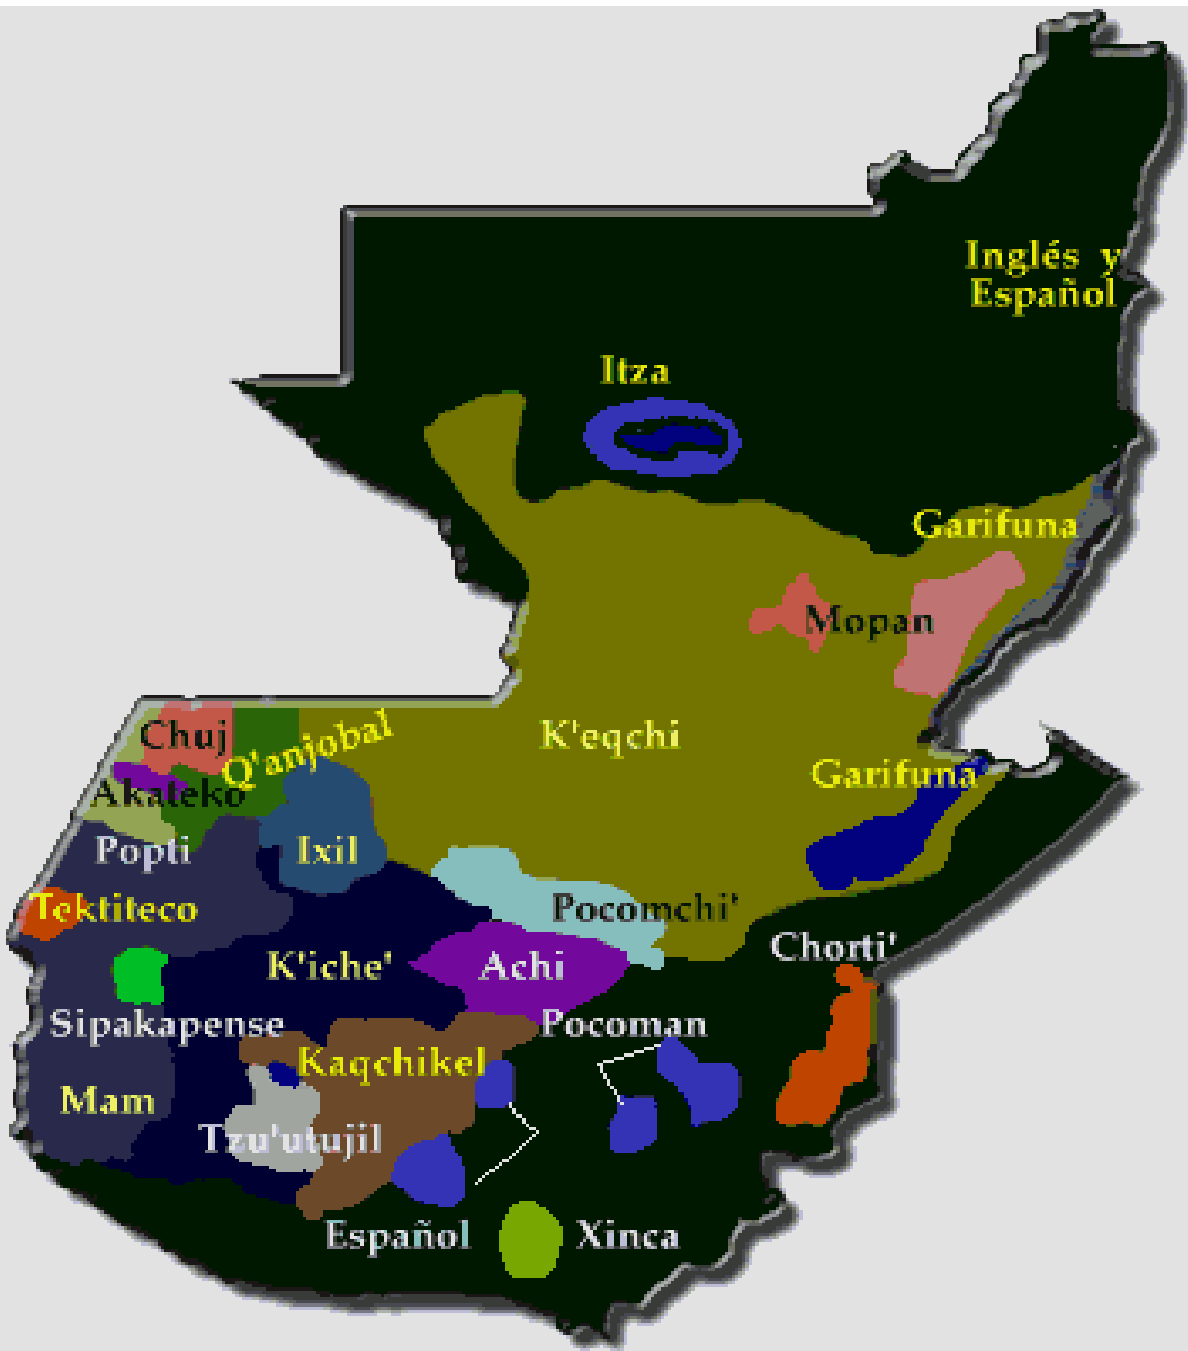 Inglés y
Español
Itza
Garifuna
Mopan
Chuj
Q'anjobal
K'eqchi
Garifuna
Akateko
Popti
Ixil
Tektiteco
Pocomchi'
Chorti'
K'iche'
Achi
Sipakapense
Pocoman
Kaqchikel
Mam
Tzu'utujil
Español
Xinca